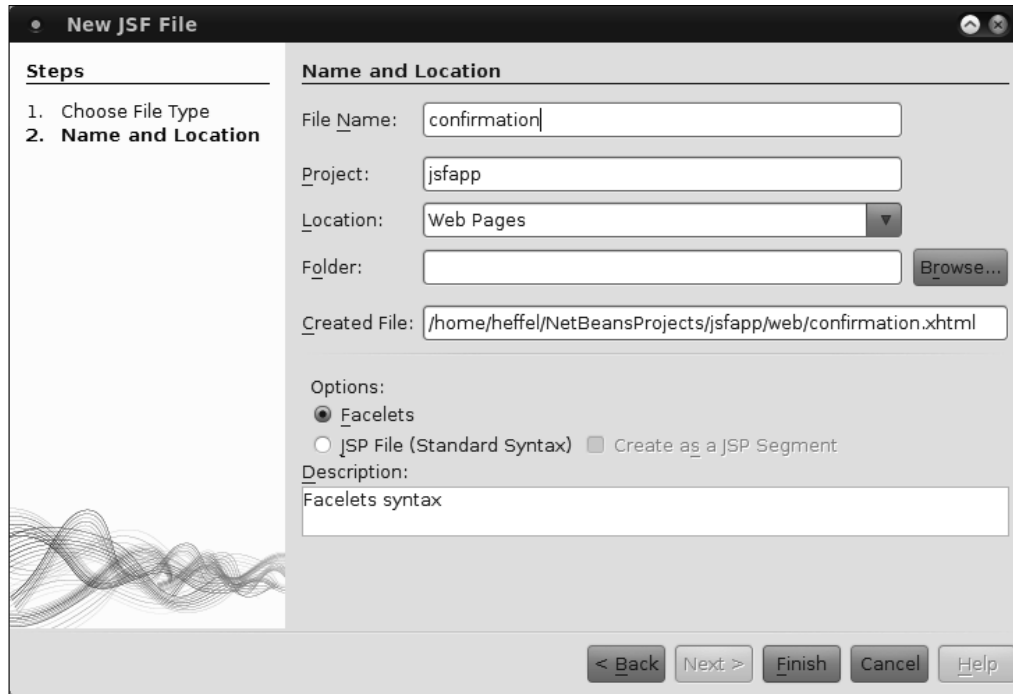 New JSF File
Steps
1. Choose File Type
2. Name and Location
Name and Location
File Name: confirmation
Project: jsfapp
Location: Web Pages
Folder: Browse...
Created File: /home/heffel/NetBeansProjects/jsfapp/web/confirmation.xhtml
Options:
Facelets
JSP File (Standard Syntax) Create as a JSP Segment
Description:
Facelets syntax
< Back Next > Finish Cancel Help